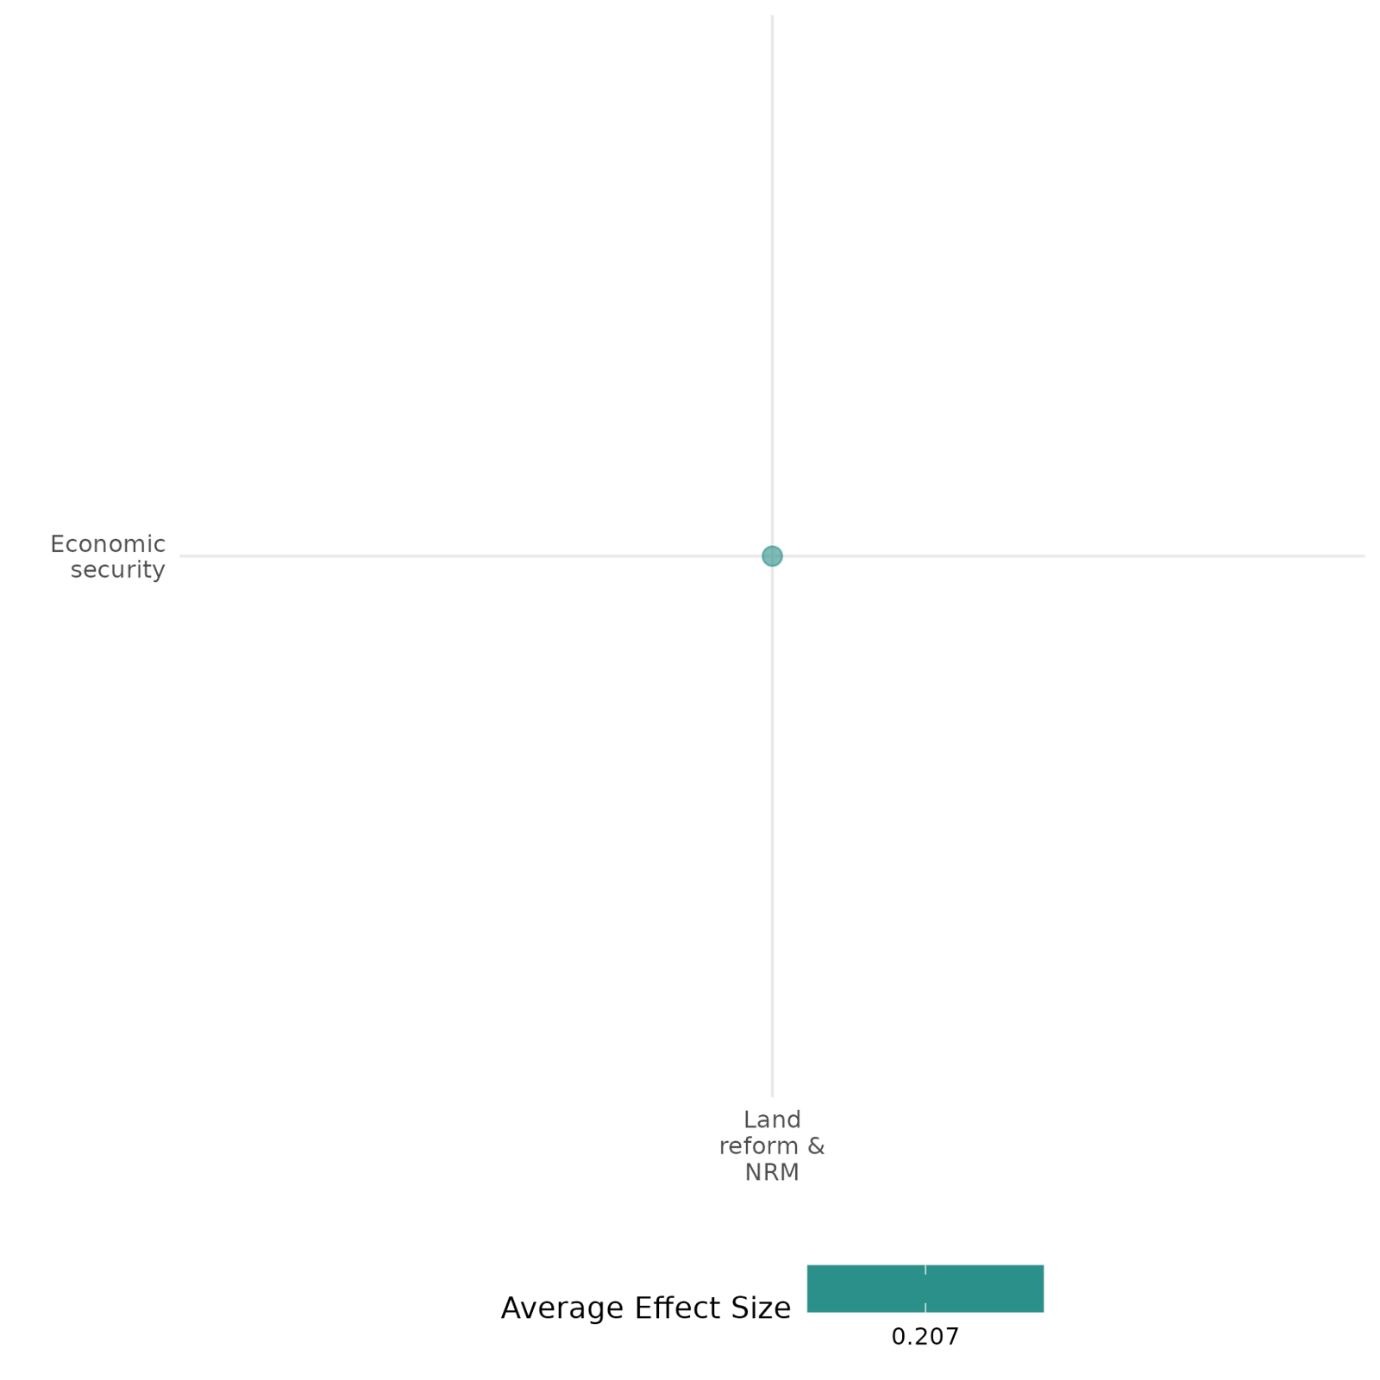 Economic
security
Land
reform &
NRM
Average Effect Size
0.207